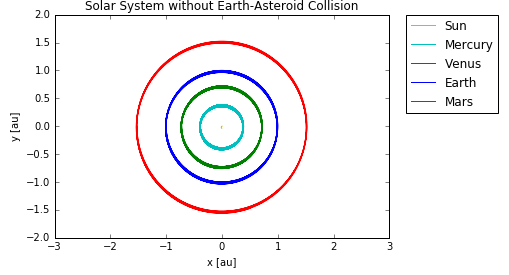 Solar System without Earth-Asteroid Collision
2.0
1.5
1.0
0.5
0.0
−0.5
−1.0
−1.5
−2.0
y [au]
−3 −2 −1 0 1 2 3
x [au]
Sun
Mercury
Venus
Earth
Mars